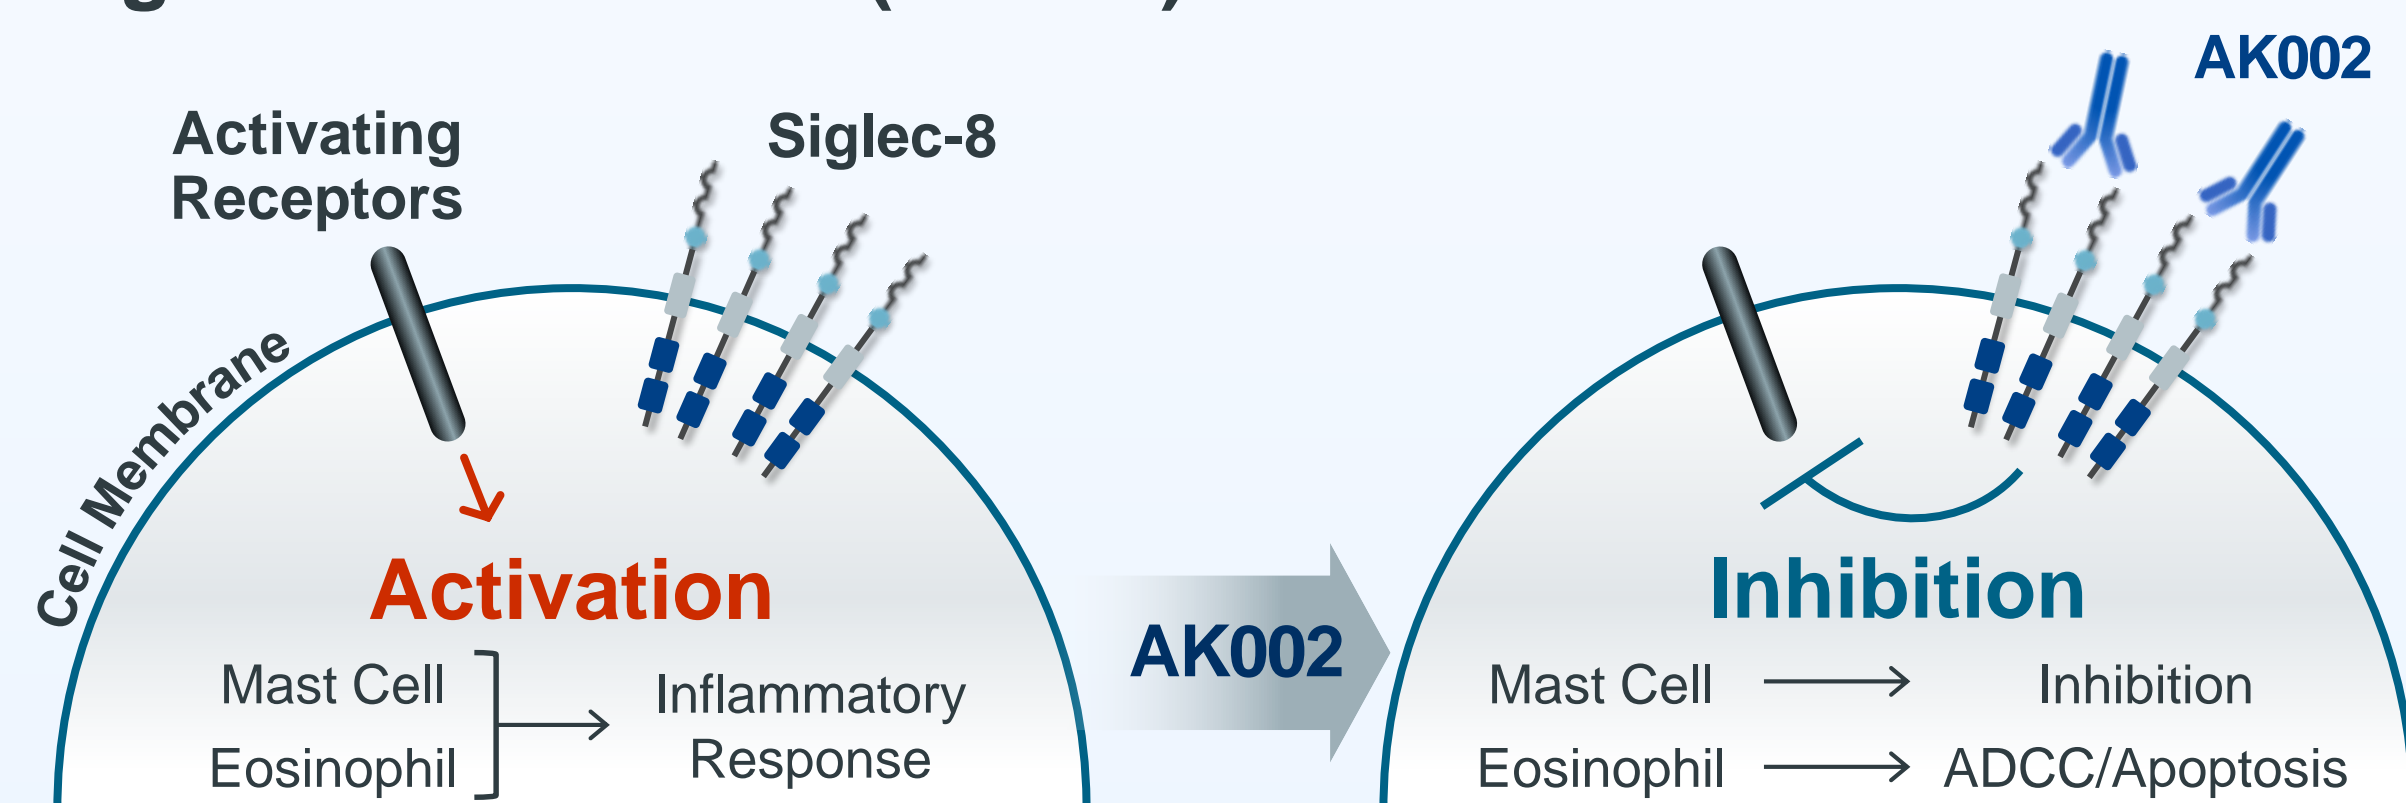 Activating
Receptors
Siglec-8
Cell Membrane
Activation
Mast Cell
Eosinophil
Inflammatory
Response
AK002
AK002
Inhibition
Mast Cell
Inhibition
Eosinophil
ADCC/Apoptosis